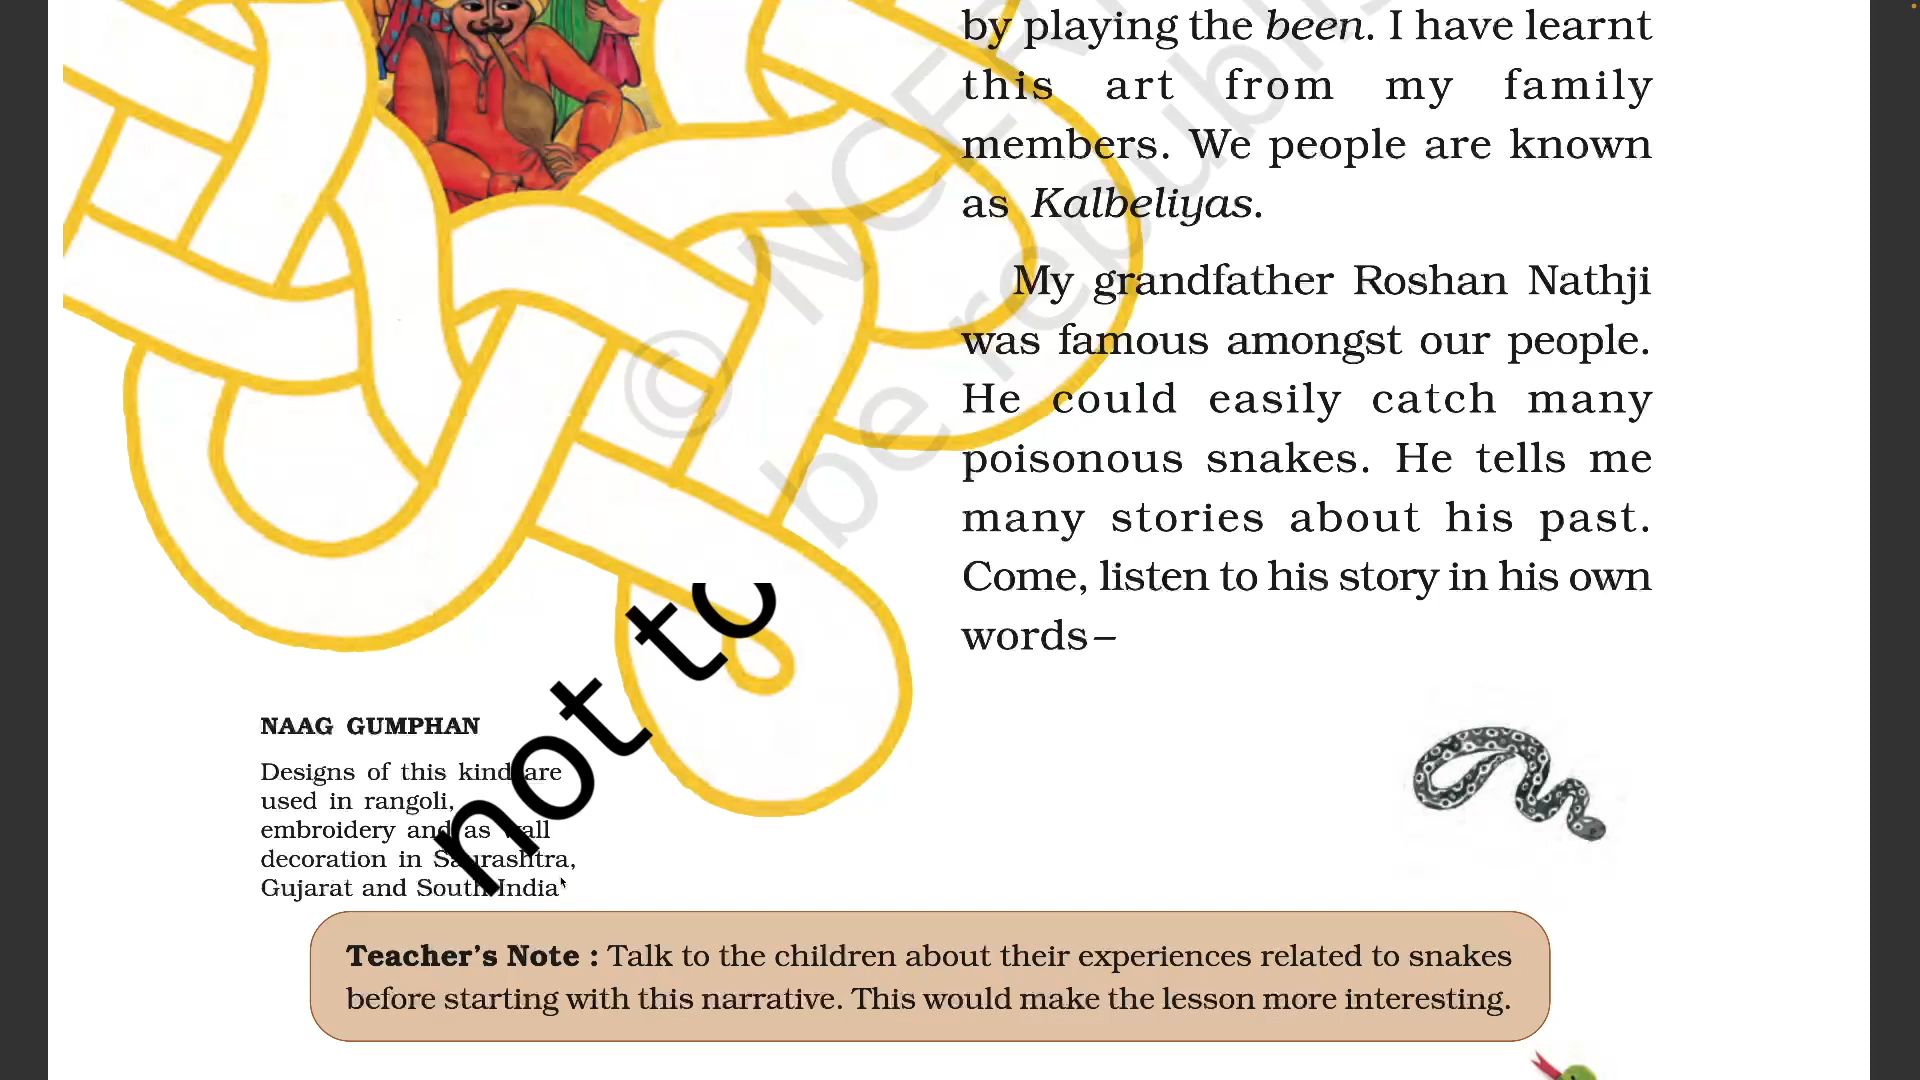 by playing the been. I have learnt
this art from my family
members. We people are known
as Kalbeliyas.
My grandfather Roshan Nathji
was famous amongst our people.
He could easily catch many
poisonous snakes. He tells me
many stories about his past.
Come, listen to his story in his own
words–
NAAG GUMPHAN
Designs of this kind are
used in rangoli,
embroidery and as wall
decoration in Saurashtra,
Gujarat and South India
Teacher's Note : Talk to the children about their experiences related to snakes
before starting with this narrative. This would make the lesson more interesting.
© NCERT
not to be republis